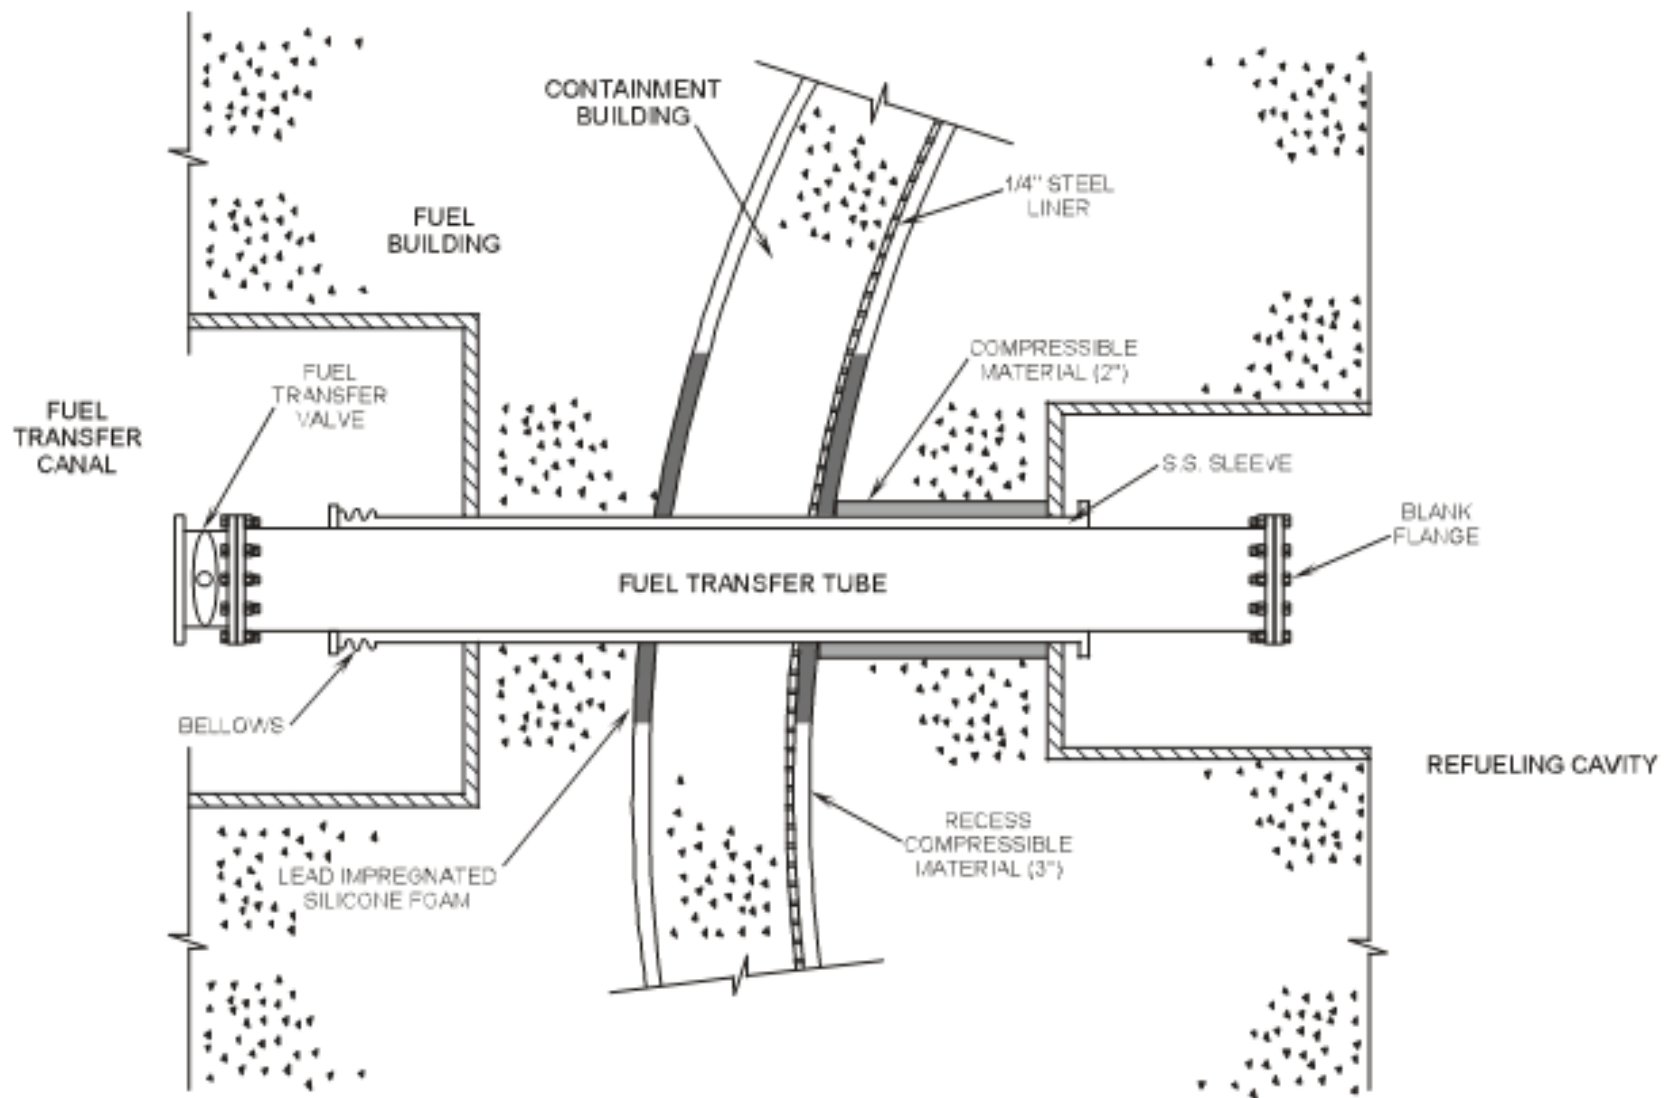 CONTAINMENT
BUILDING
1/4" STEEL
LINER
FUEL
BUILDING
COMPRESSIBLE
MATERIAL (2")
FUEL
TRANSFER
VALVE
FUEL
TRANSFER
CANAL
S.S. SLEEVE
BLANK
FLANGE
FUEL TRANSFER TUBE
BELLOWS
REFUELING CAVITY
RECESS
COMPRESSIBLE
MATERIAL (3")
LEAD IMPREGNATED
SILICONE FOAM